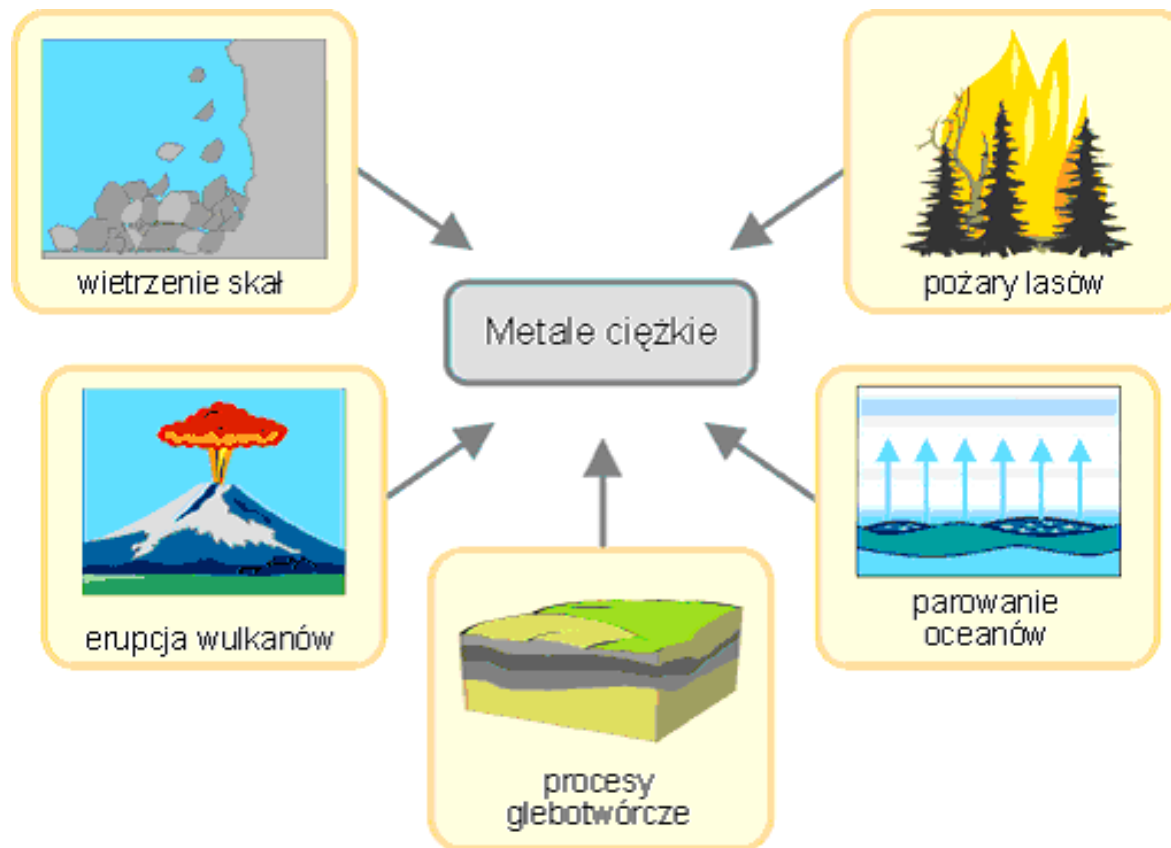 wietrzenie skał
pożary lasów
Metale ciężkie
erupcja wulkanów
parowanie
oceanów
procesy
glebotwórcze